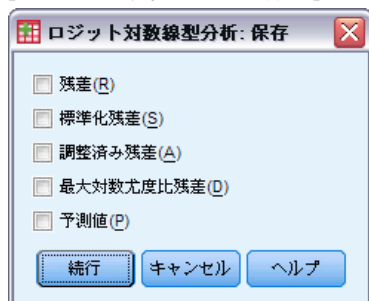 ロジット対数線型分析: 保存
残差(R)
標準化残差(S)
調整済み残差(A)
最大対数尤度比残差(D)
予測値(P)
続行 キャンセル ヘルプ